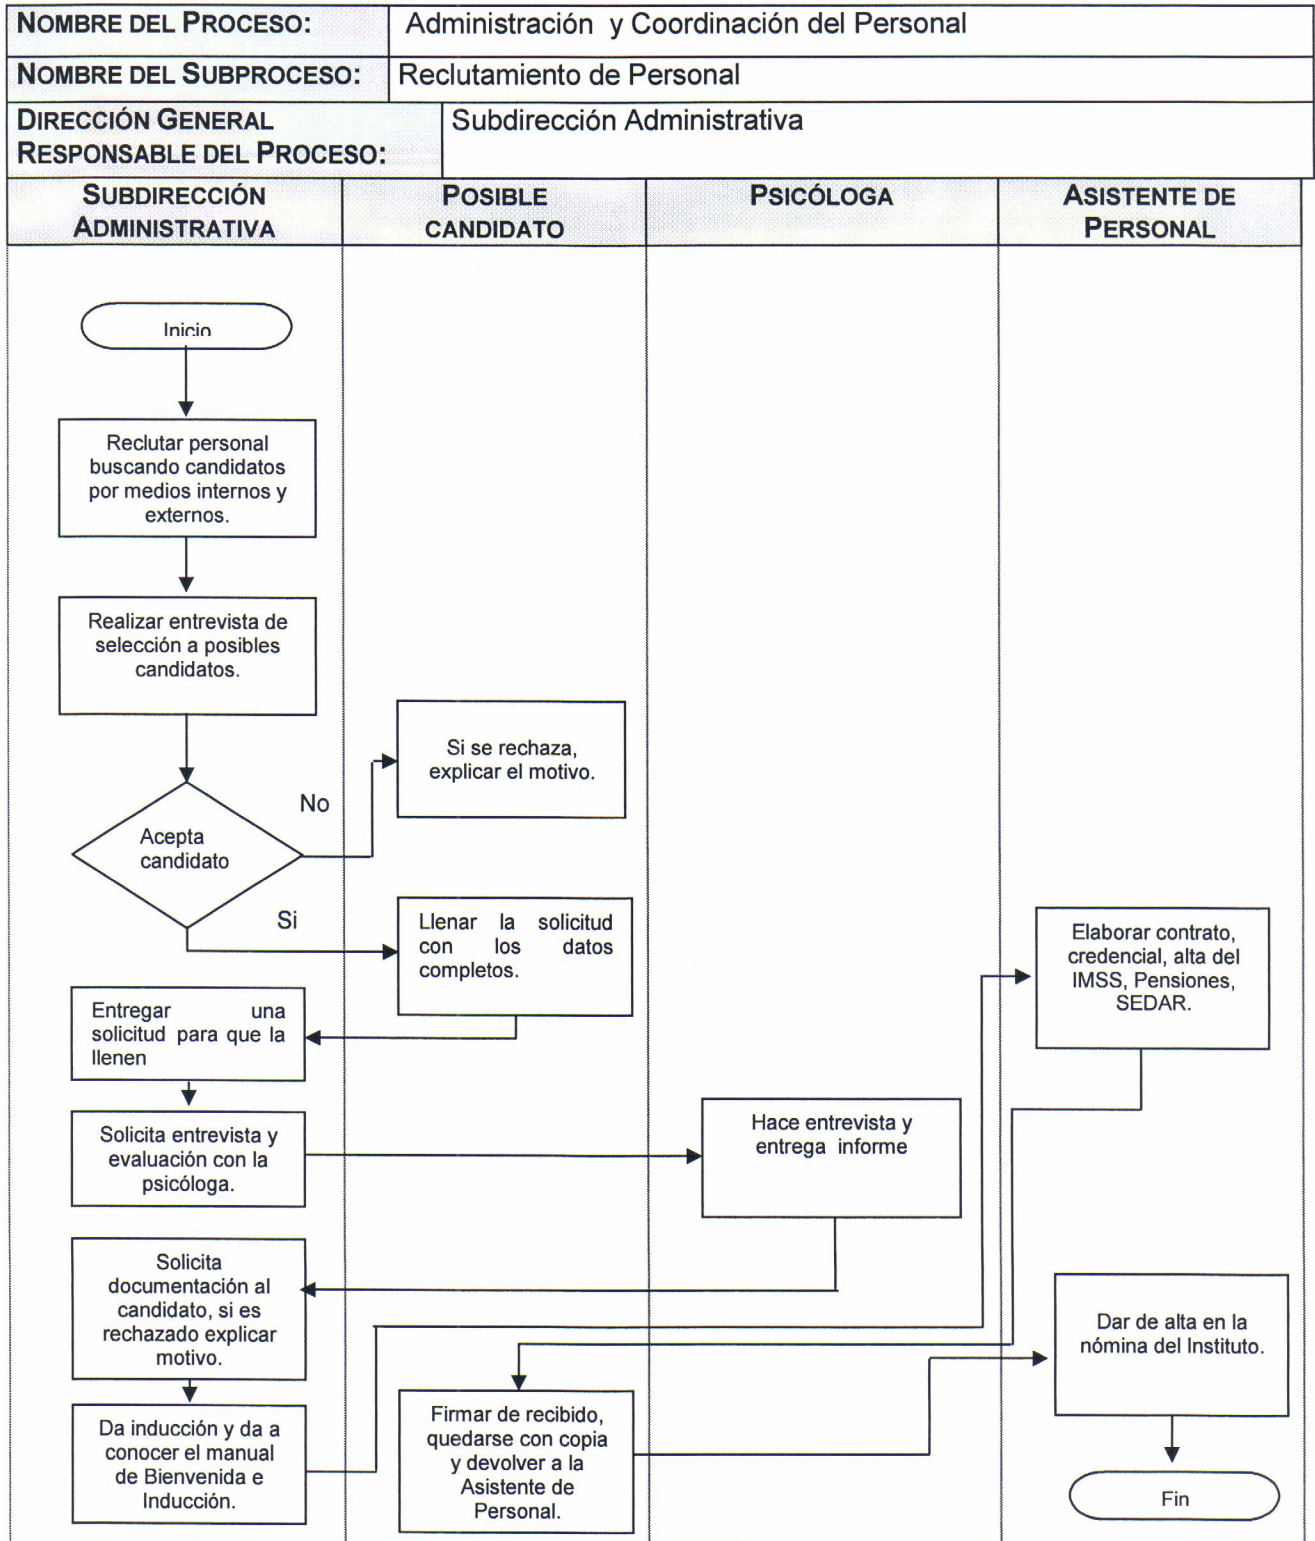 NOMBRE DEL PROCESO: Administración y Coordinación del Personal
NOMBRE DEL SUBPROCESO: Reclutamiento de Personal
DIRECCIÓN GENERAL
RESPONSABLE DEL PROCESO:
Subdirección Administrativa
SUBDIRECCIÓN
ADMINISTRATIVA
POSIBLE
CANDIDATO
PSICÓLOGA
ASISTENTE DE
PERSONAL
Inicio
Reclutar personal
buscando candidatos
por medios internos y
externos.
Realizar entrevista de
selección a posibles
candidatos.
Acepta
candidato
No
Si se rechaza,
explicar el motivo.
Si
Llenar la solicitud
con los datos
completos.
Entregar una
solicitud para que la
llenen
Solicita entrevista y
evaluación con la
psicóloga.
Hace entrevista y
entrega informe
Solicita
documentación al
candidato, si es
rechazado explicar
motivo.
Da inducción y da a
conocer el manual
de Bienvenida e
Inducción.
Elaborar contrato,
credencial, alta del
IMSS, Pensiones,
SEDAR.
Firmar de recibido,
quedarse con copia
y devolver a la
Asistente de
Personal.
Dar de alta en la
nómina del Instituto.
Fin